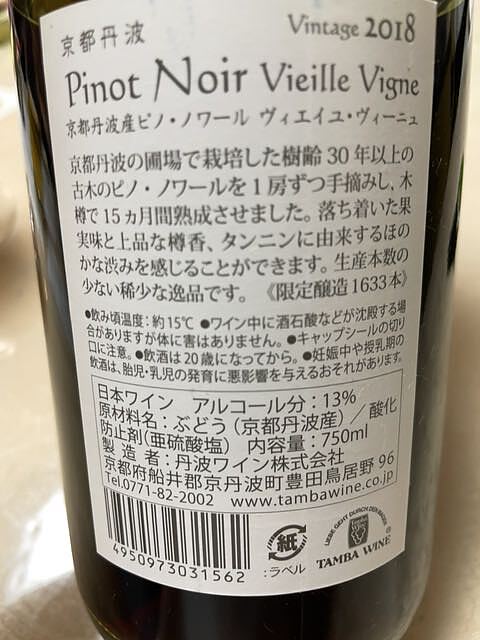 京都丹波
Vintage 2018
Pinot Noir Vieille Vigne
京都丹波産ピノ・ノワール ヴィエイユ・ヴィーニュ
京都丹波の圃場で栽培した樹齢30年以上の
古木のピノ・ノワールを1房ずつ手摘みし、木
樽で15ヵ月間熟成させました。落ち着いた果
実味と上品な樽香、タンニンに由来するほの
かな渋みを感じることができます。生産本数の
少ない稀少な逸品です。《限定醸造1633本》
●飲み頃温度：約15℃ ●ワイン中に酒石酸などが沈殿する場
合がありますが体に害はありません。●キャップシールの切り
口に注意。●飲酒は20歳になってから。●妊娠中や授乳期の
飲酒は、胎児・乳児の発育に悪影響を与えるおそれがあります。
日本ワイン アルコール分：13%
原材料名：ぶどう（京都丹波産）／酸化
防止剤(亜硫酸塩) 内容量：750ml
製造者：丹波ワイン株式会社
京都府船井郡京丹波町豊田鳥居野96
Tel.0771-82-2002 www.tambawine.co.jp
4950973031562
紙
：ラベル
LIEBE GEHT DURCH DEN MAGEN
TAMBA WINE